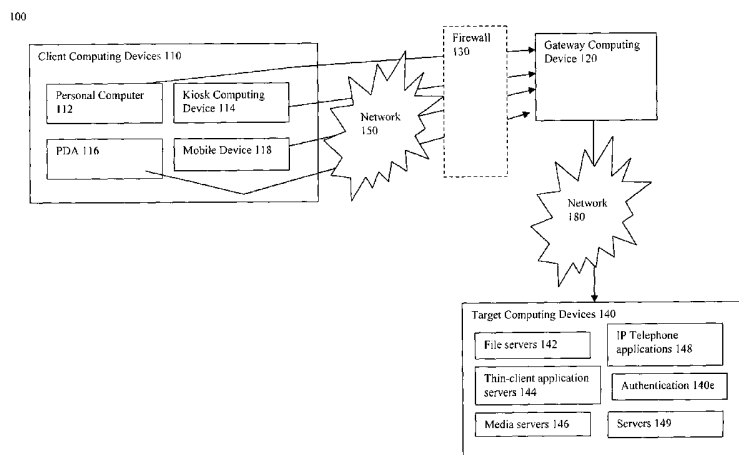 100
Client Computing Devices 110
Personal Computer
112
Kiosk Computing
Device 114
PDA 116
Mobile Device 118
Network
150
Firewall
130
Gateway Computing
Device 120
Network
180
Target Computing Devices 140
File servers 142
IP Telephone
applications 148
Thin-client application
servers 144
Authentication 140e
Media servers 146
Servers 149